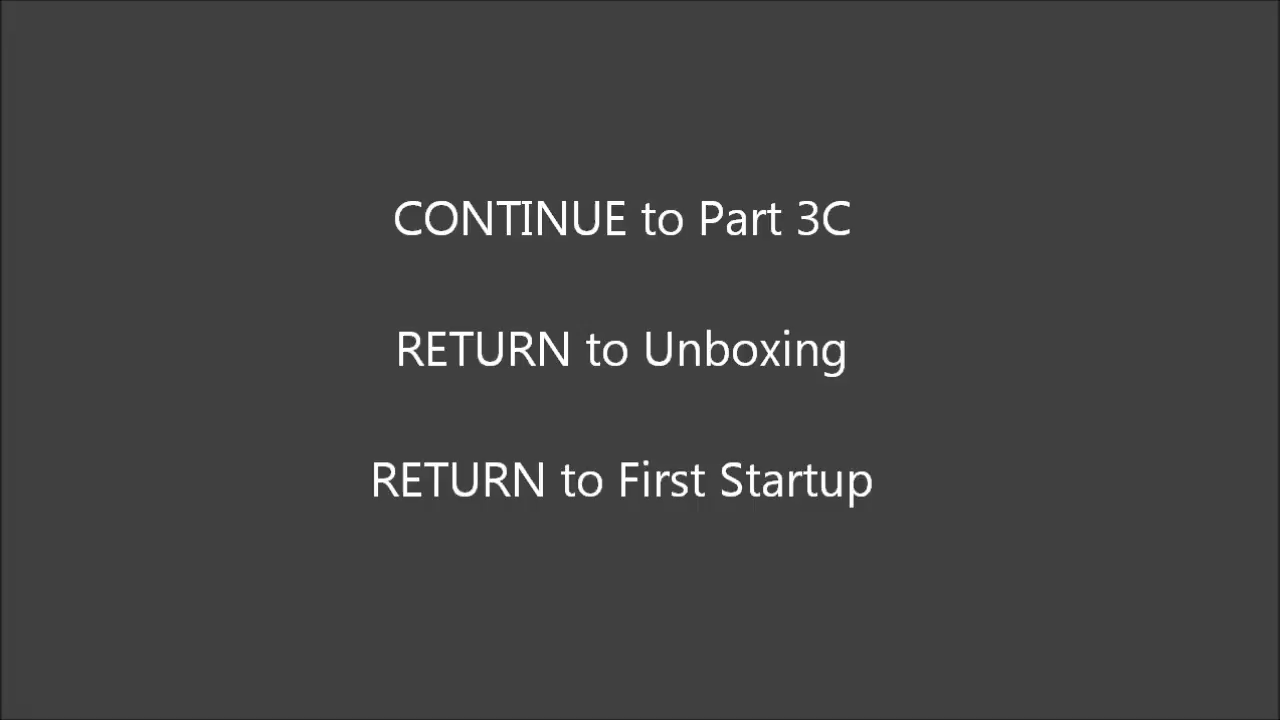 CONTINUE to Part 3C
RETURN to Unboxing
RETURN to First Startup